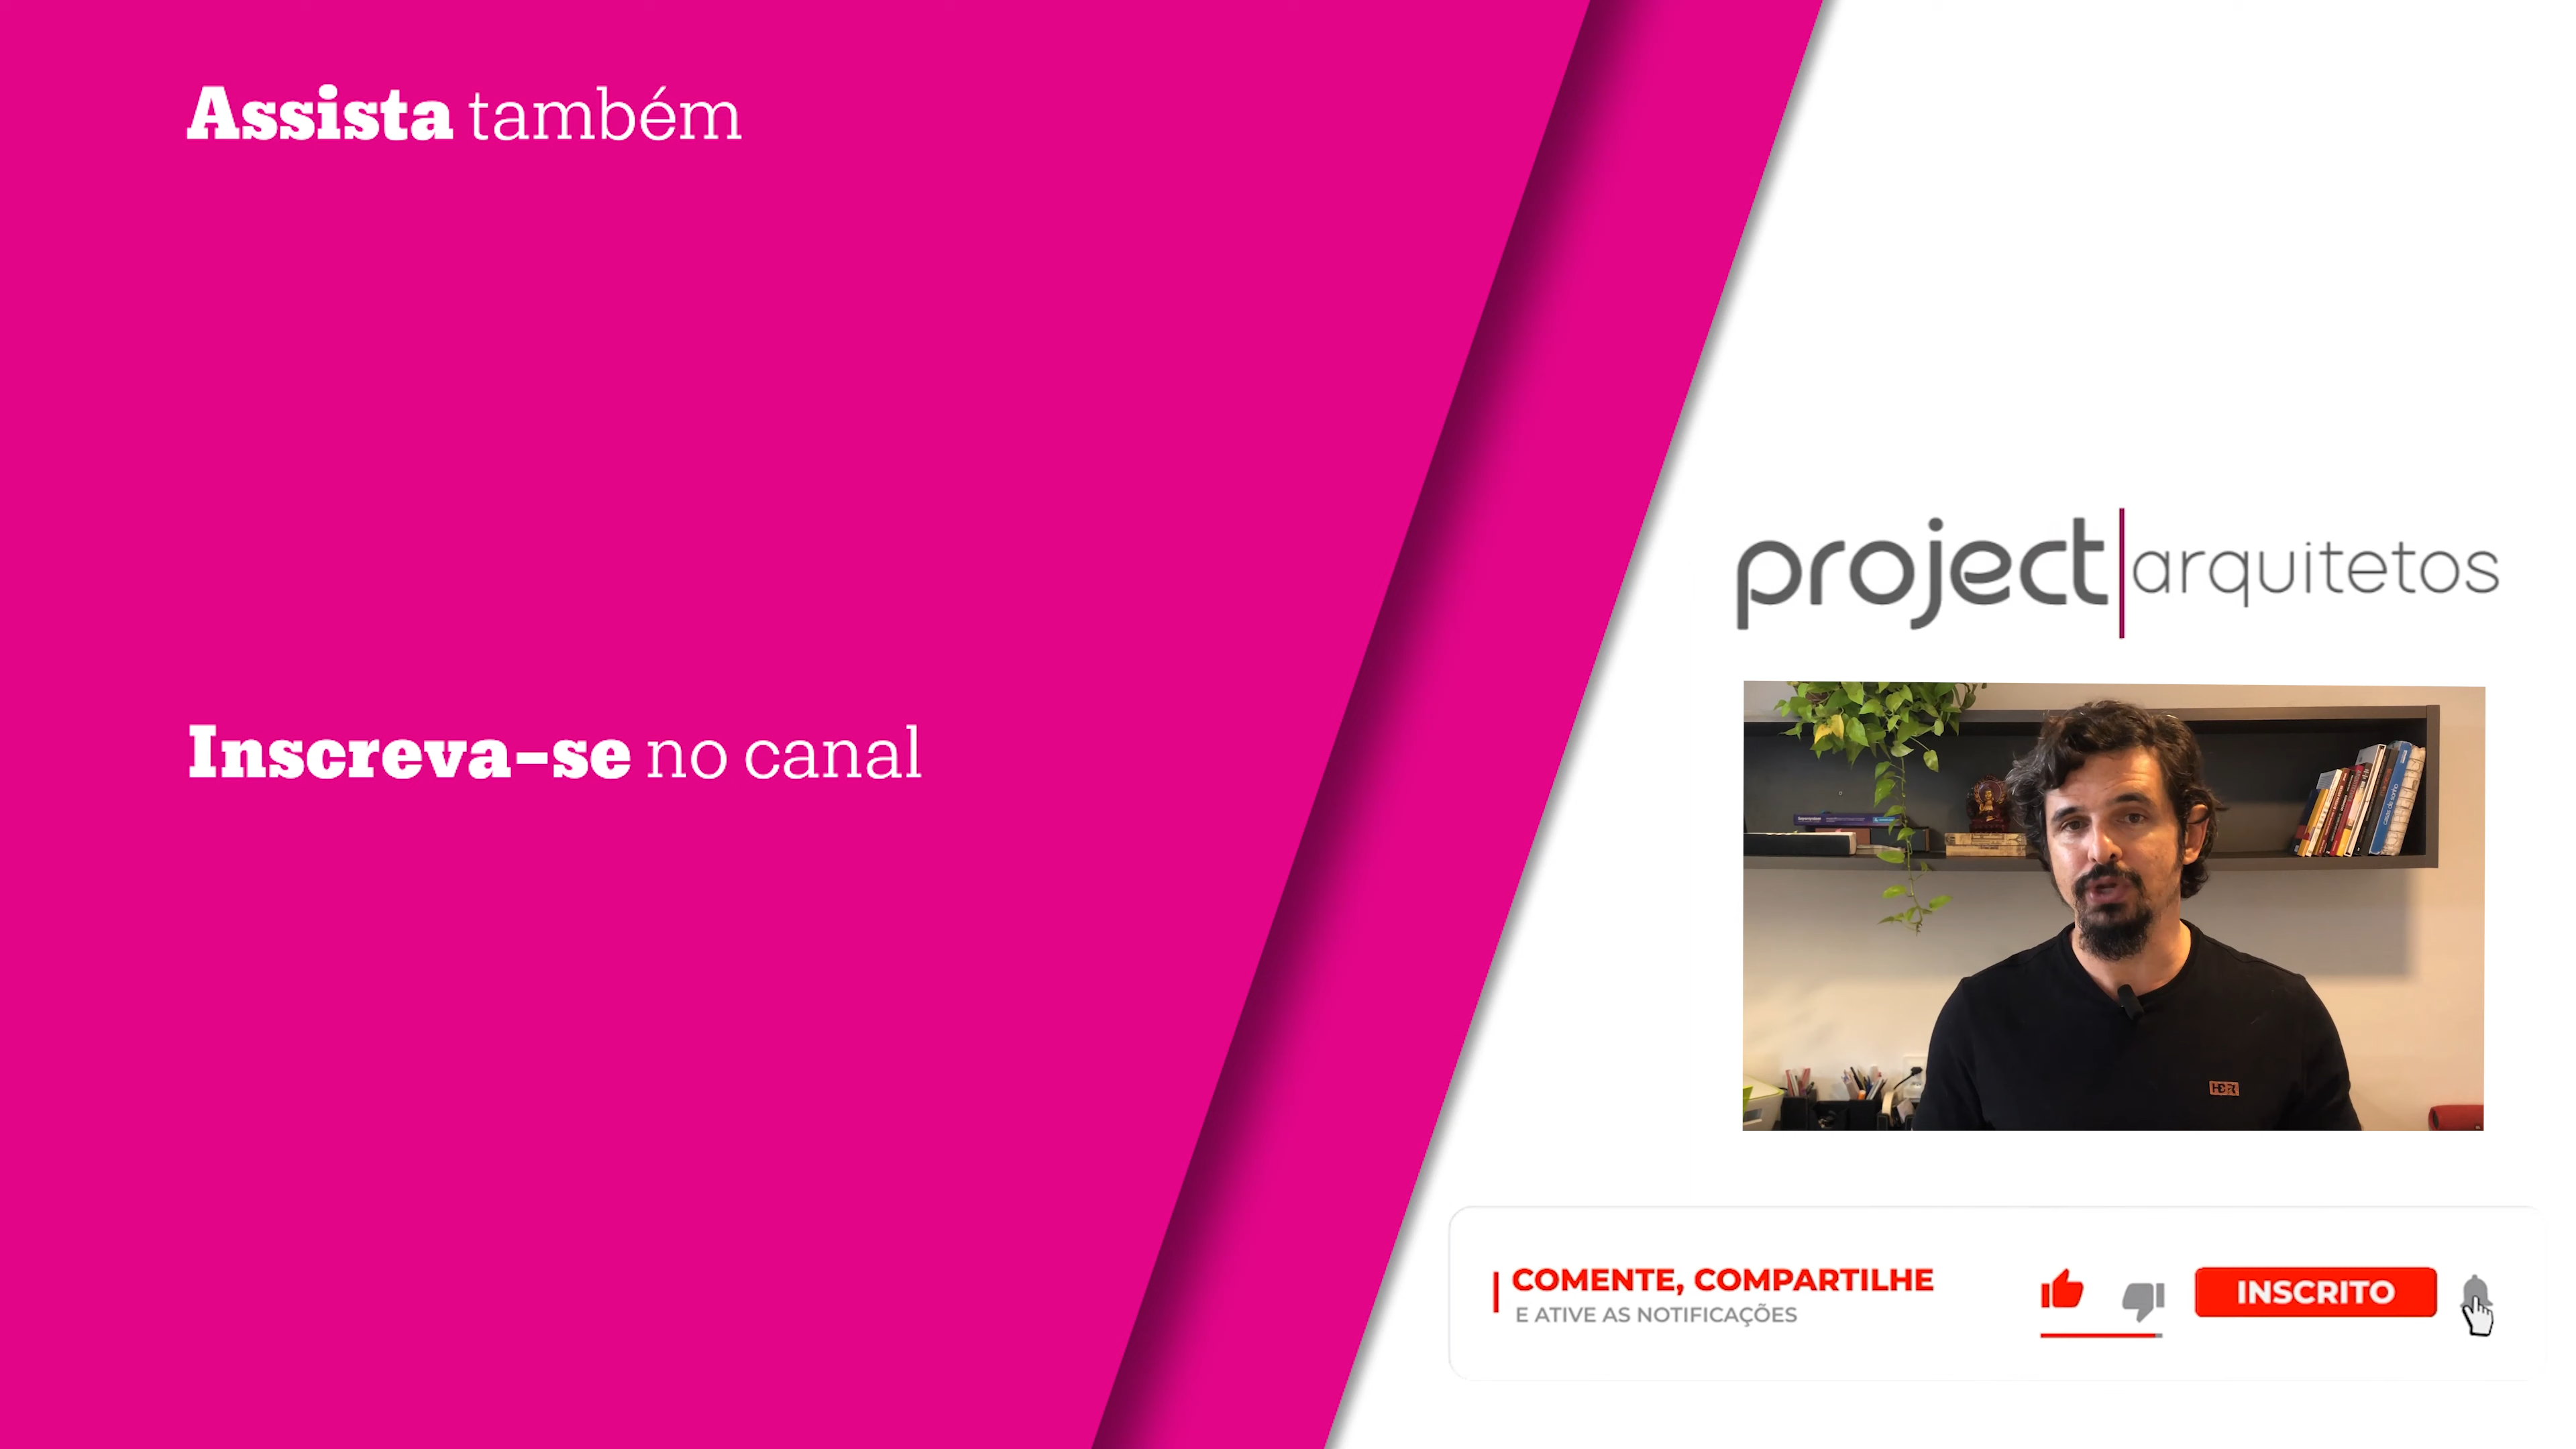 Assista também
Inscreva-se no canal
project arquitetos
COMENTE, COMPARTILHE
E ATIVE AS NOTIFICAÇÕES
INSCRITO